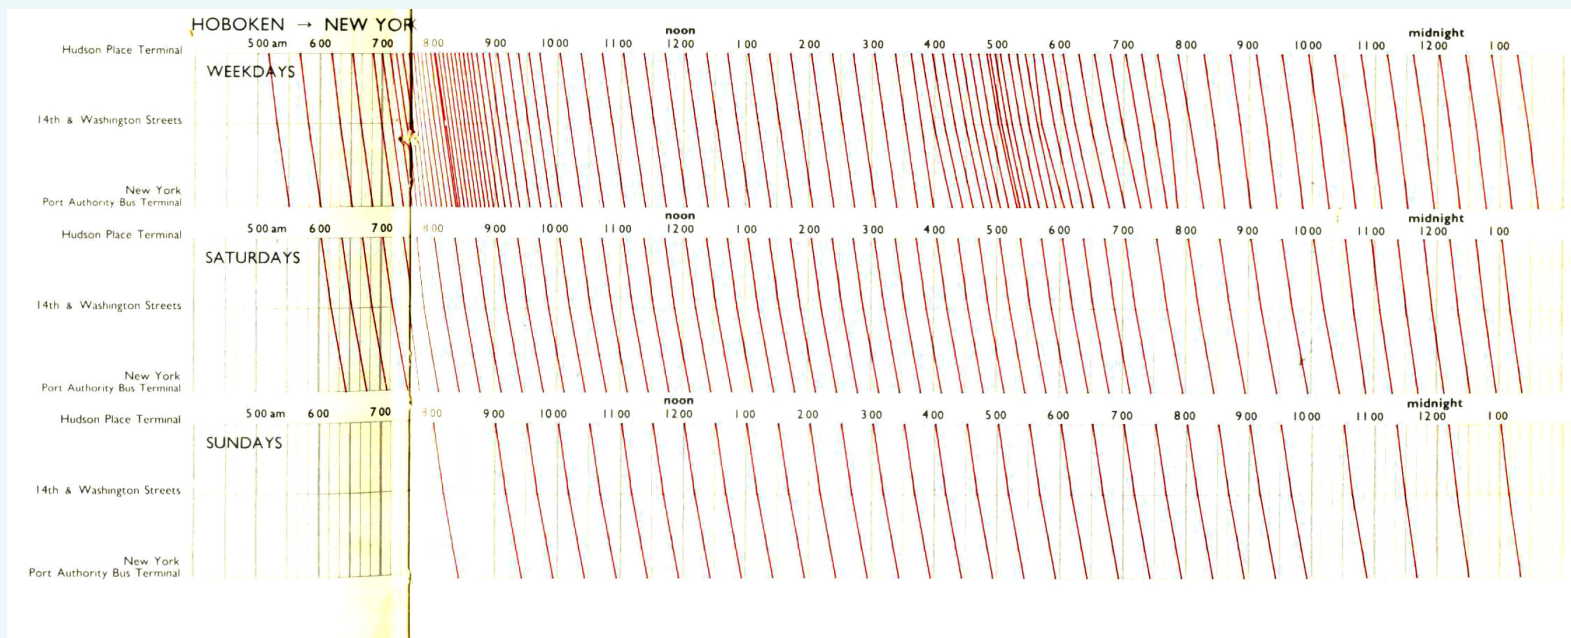 HOBOKEN → NEW YORK
noon midnight
Hudson Place Terminal 5 00 am 6 00 7 00 8 00 9 00 10 00 11 00 12 00 1 00 2 00 3 00 4 00 5 00 6 00 7 00 8 00 9 00 10 00 11 00 12 00 1 00
WEEKDAYS
14th & Washington Streets
New York
Port Authority Bus Terminal
noon midnight
Hudson Place Terminal 5 00 am 6 00 7 00 8 00 9 00 10 00 11 00 12 00 1 00 2 00 3 00 4 00 5 00 6 00 7 00 8 00 9 00 10 00 11 00 12 00 1 00
SATURDAYS
14th & Washington Streets
New York
Port Authority Bus Terminal
noon midnight
Hudson Place Terminal 5 00 am 6 00 7 00 8 00 9 00 10 00 11 00 12 00 1 00 2 00 3 00 4 00 5 00 6 00 7 00 8 00 9 00 10 00 11 00 12 00 1 00
SUNDAYS
14th & Washington Streets
New York
Port Authority Bus Terminal